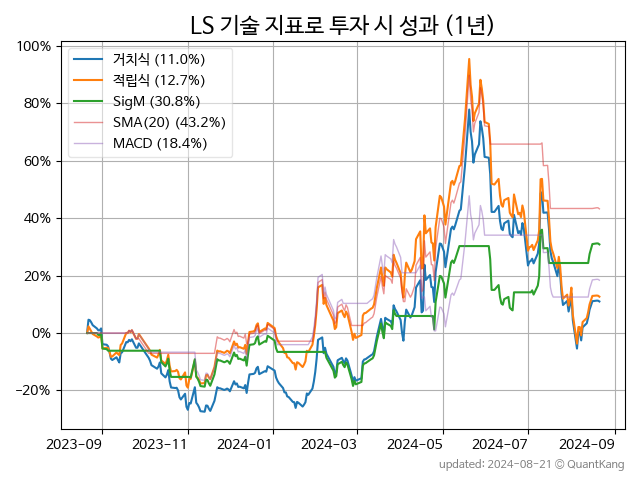 LS 기술 지표로 투자 시 성과 (1년)
100%
80%
60%
40%
20%
0%
−20%
거치식 (11.0%)
적립식 (12.7%)
SigM (30.8%)
SMA(20) (43.2%)
MACD (18.4%)
2023-09
2023-11
2024-01
2024-03
2024-05
2024-07
2024-09
updated: 2024-08-21 © QuantKang